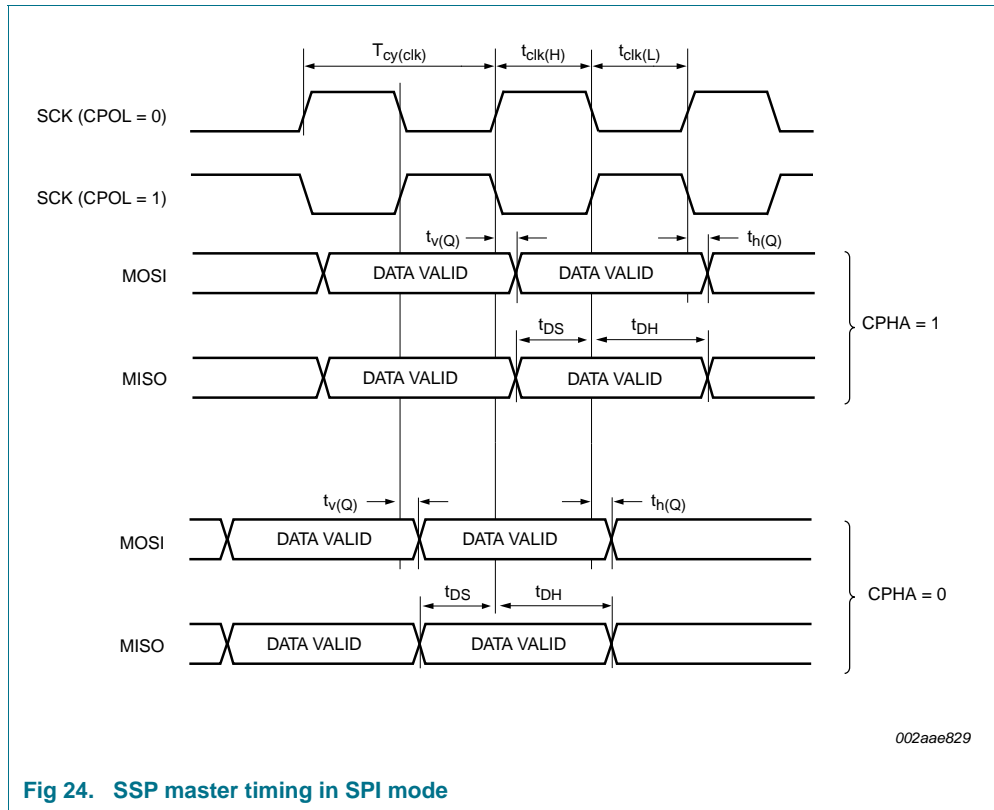 Tcy(clk) tclk(H) tclk(L)
SCK (CPOL = 0)
SCK (CPOL = 1)
tv(Q) th(Q)
MOSI DATA VALID DATA VALID
CPHA = 1
tDS tDH
MISO DATA VALID DATA VALID
tv(Q) th(Q)
MOSI DATA VALID DATA VALID
CPHA = 0
tDS tDH
MISO DATA VALID DATA VALID
002aae829
Fig 24. SSP master timing in SPI mode